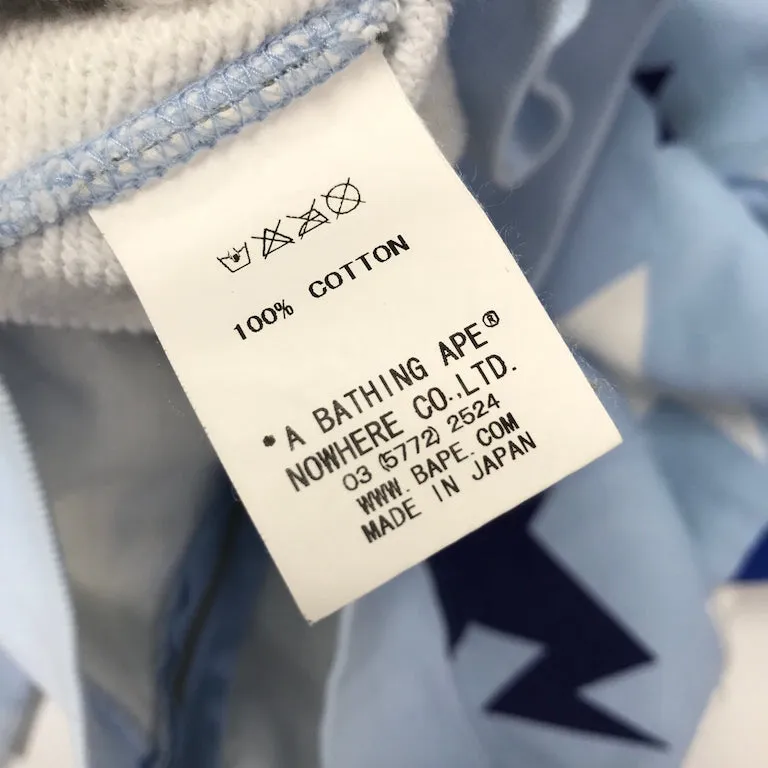 100% COTTON
•A BATHING APE®
NOWHERE CO.,LTD.
03 (5772) 2524
WWW.BAPE.COM
MADE IN JAPAN